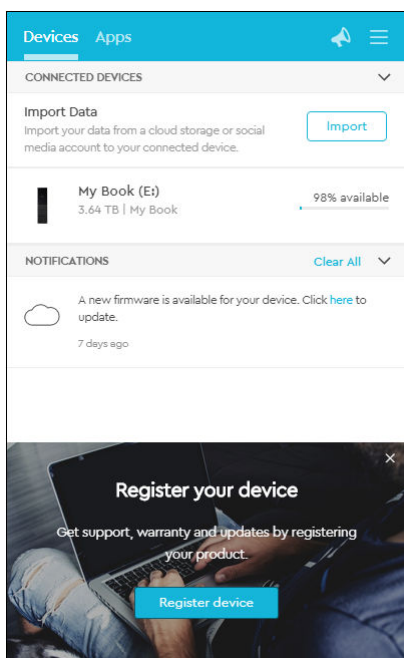 Devices Apps
CONNECTED DEVICES
Import Data
Import your data from a cloud storage or social
media account to your connected device.
Import
My Book (E:)
3.64 TB | My Book
98% available
NOTIFICATIONS
Clear All
A new firmware is available for your device. Click here to
update.
7 days ago
Register your device
Get support, warranty and updates by registering
your product.
Register device